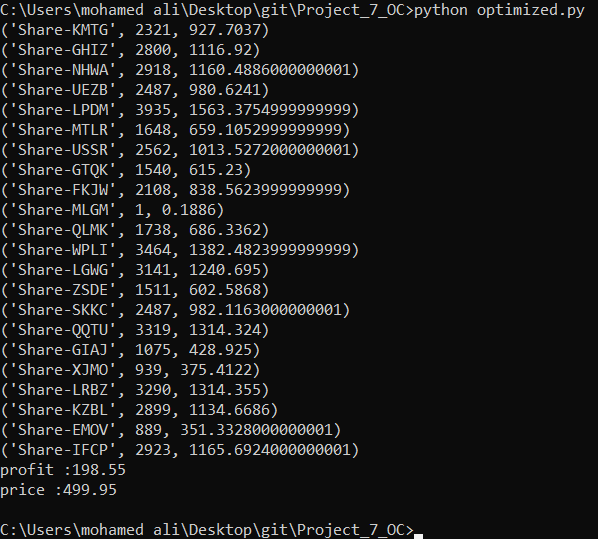 C:\Users\mohamed ali\Desktop\git\Project_7_OC>python optimized.py
('Share-KMTG', 2321, 927.7037)
('Share-GHIZ', 2800, 1116.92)
('Share-NHWA', 2918, 1160.4886000000001)
('Share-UEZB', 2487, 980.6241)
('Share-LPDM', 3935, 1563.3754999999999)
('Share-MTLR', 1648, 659.1052999999999)
('Share-USSR', 2562, 1013.5272000000001)
('Share-GTQK', 1540, 615.23)
('Share-FKJW', 2108, 838.5623999999999)
('Share-MLGM', 1, 0.1886)
('Share-QLMK', 1738, 686.3362)
('Share-WPLI', 3464, 1382.4823999999999)
('Share-LGWG', 3141, 1240.695)
('Share-ZSDE', 1511, 602.5868)
('Share-SKKC', 2487, 982.1163000000001)
('Share-QQTU', 3319, 1314.324)
('Share-GIAJ', 1075, 428.925)
('Share-XJMO', 939, 375.4122)
('Share-LRBZ', 3290, 1314.355)
('Share-KZBL', 2899, 1134.6686)
('Share-EMOV', 889, 351.3328000000001)
('Share-IFCP', 2923, 1165.6924000000001)
profit :198.55
price :499.95
C:\Users\mohamed ali\Desktop\git\Project_7_OC>